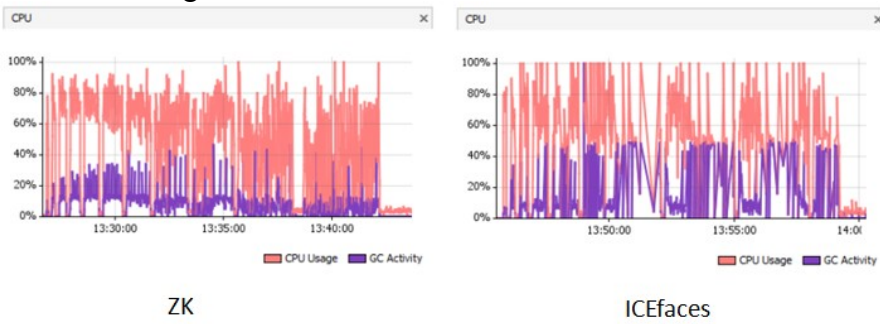 CPU ×
100%
80%
60%
40%
20%
0%
13:30:00 13:35:00 13:40:00
CPU Usage GC Activity
ZK
CPU ×
100%
80%
60%
40%
20%
0%
13:50:00 13:55:00 14:0
CPU Usage GC Activity
ICEfaces